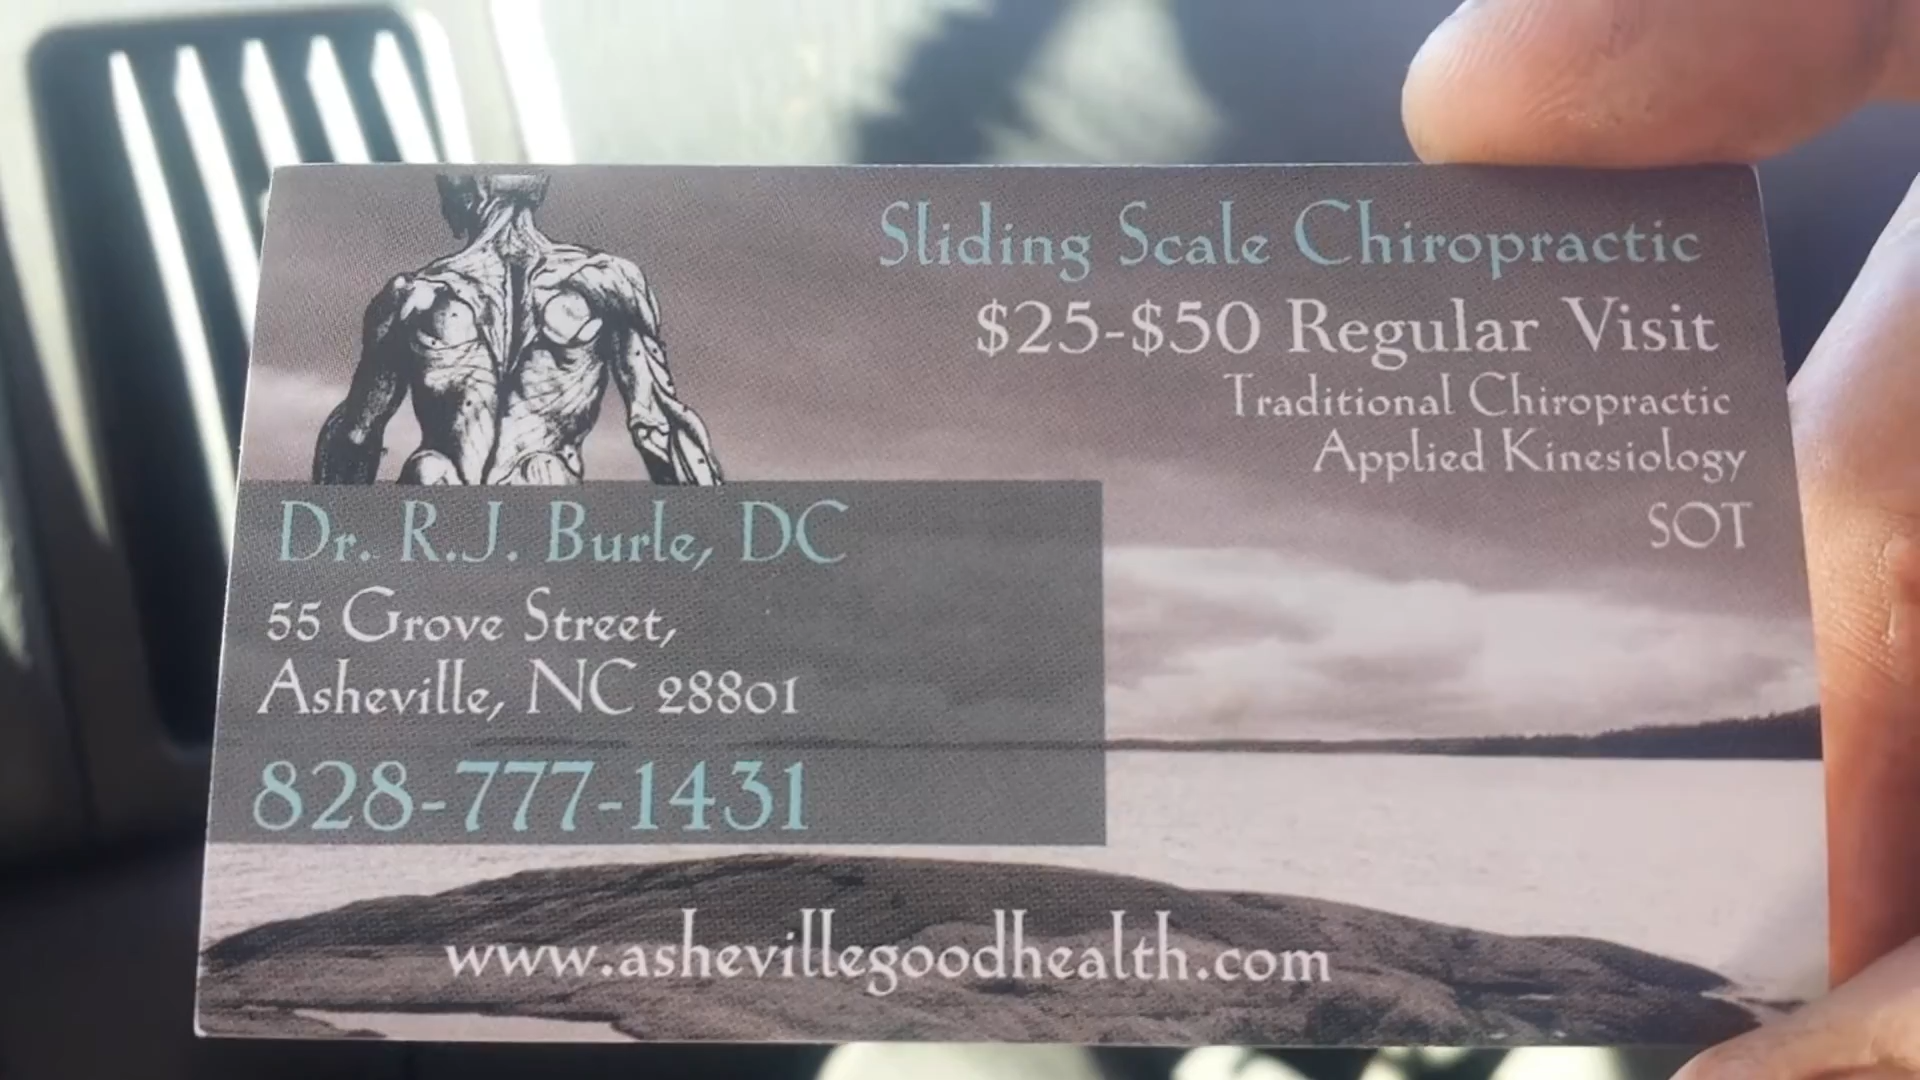 Sliding Scale Chiropractic
$25-$50 Regular Visit
Traditional Chiropractic
Applied Kinesiology
SOT
Dr. R.J. Burle, DC
55 Grove Street,
Asheville, NC 28801
828-777-1431
www.ashevillegoodhealth.com